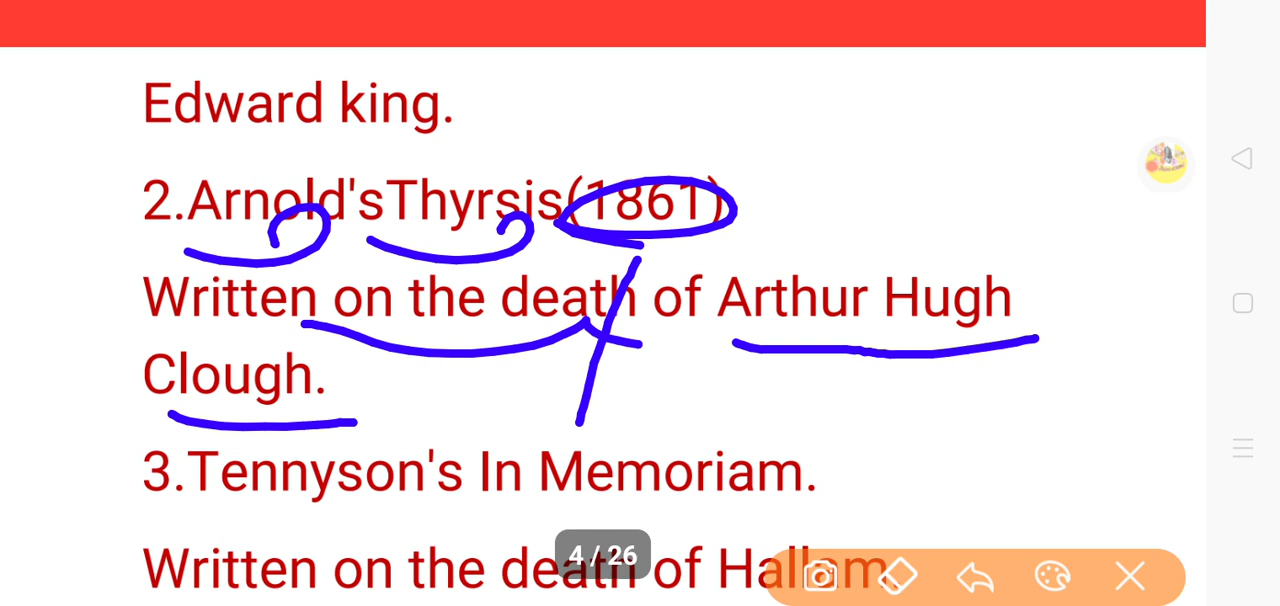 Edward king.
2.Arnold'sThyrsis(1861)
Written on the death of Arthur Hugh
Clough.
3.Tennyson's In Memoriam.
Written on the death of Hallam
4 / 26